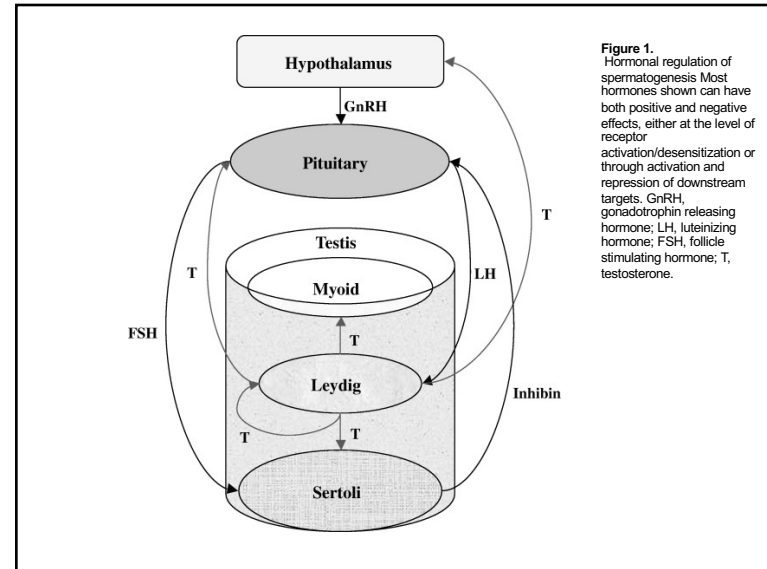 Hypothalamus
GnRH
Pituitary
Testis
T
LH
T
Myoid
FSH
T
Leydig
Inhibin
T
T
Sertoli
Figure 1.
Hormonal regulation of
spermatogenesis Most
hormones shown can have
both positive and negative
effects, either at the level of
receptor
activation/desensitization or
through activation and
repression of downstream
targets. GnRH,
gonadotrophin releasing
hormone; LH, luteinizing
hormone; FSH, follicle
stimulating hormone; T,
testosterone.